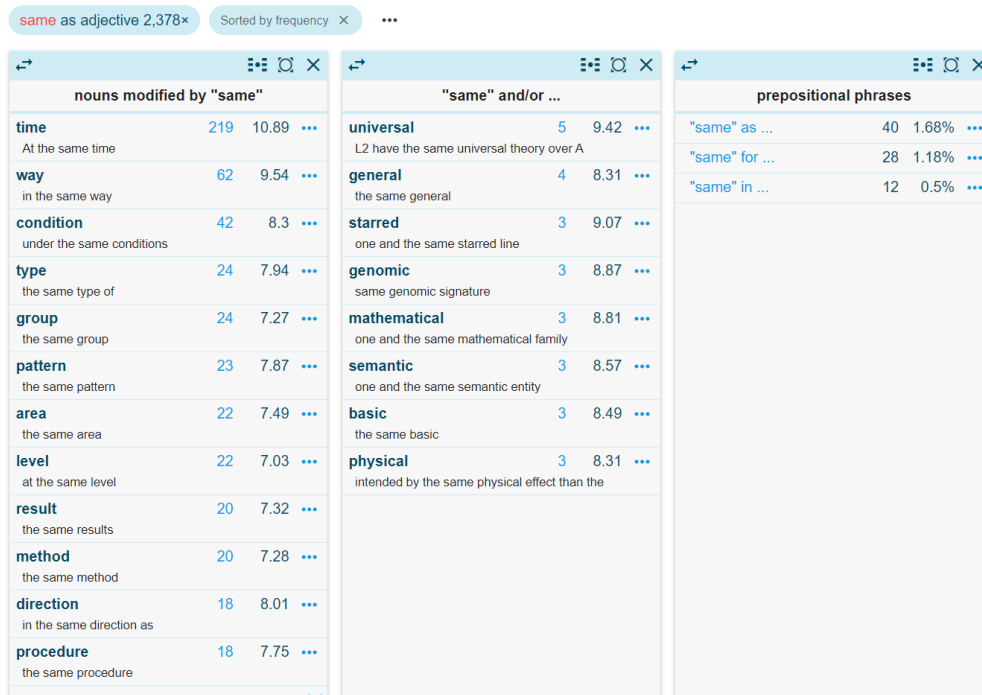 same as adjective 2,378×
Sorted by frequency ×
•••
nouns modified by "same"
time 219 10.89 •••
At the same time
way 62 9.54 •••
in the same way
condition 42 8.3 •••
under the same conditions
type 24 7.94 •••
the same type of
group 24 7.27 •••
the same group
pattern 23 7.87 •••
the same pattern
area 22 7.49 •••
the same area
level 22 7.03 •••
at the same level
result 20 7.32 •••
the same results
method 20 7.28 •••
the same method
direction 18 8.01 •••
in the same direction as
procedure 18 7.75 •••
the same procedure
"same" and/or ...
universal 5 9.42 •••
L2 have the same universal theory over A
general 4 8.31 •••
the same general
starred 3 9.07 •••
one and the same starred line
genomic 3 8.87 •••
same genomic signature
mathematical 3 8.81 •••
one and the same mathematical family
semantic 3 8.57 •••
one and the same semantic entity
basic 3 8.49 •••
the same basic
physical 3 8.31 •••
intended by the same physical effect than the
prepositional phrases
"same" as ... 40 1.68% •••
"same" for ... 28 1.18% •••
"same" in ... 12 0.5% •••